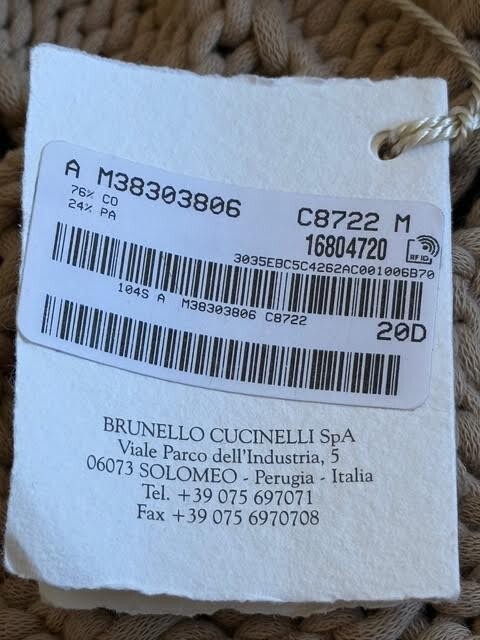 A M38303806 C8722 M
76% CO
24% PA
16804720
RFID
3035EBC5C4262AC001006B70
104S A M38303806 C8722
20D
BRUNELLO CUCINELLI SpA
Viale Parco dell'Industria, 5
06073 SOLOMEO - Perugia - Italia
Tel. +39 075 697071
Fax +39 075 6970708